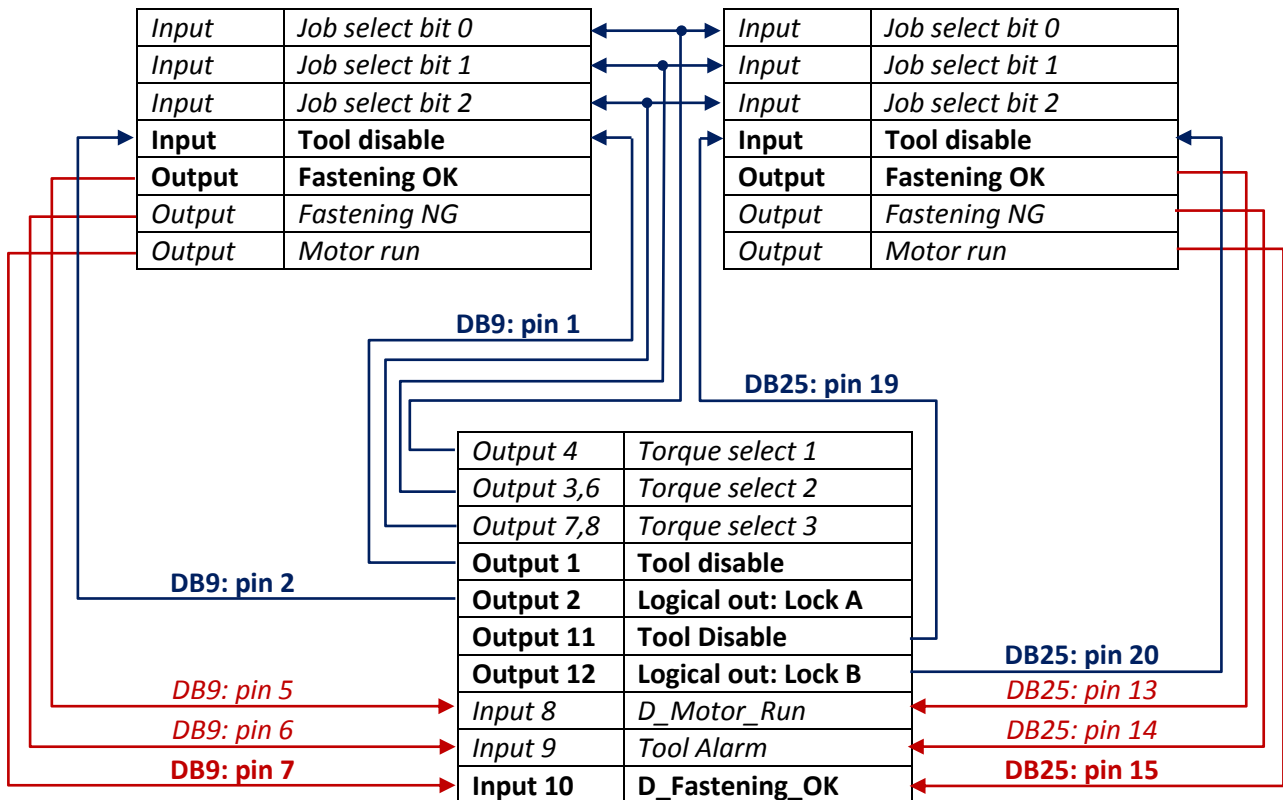 Input Job select bit 0 Input Job select bit 0
Input Job select bit 1 Input Job select bit 1
Input Job select bit 2 Input Job select bit 2
Input Tool disable Input Tool disable
Output Fastening OK Output Fastening OK
Output Fastening NG Output Fastening NG
Output Motor run Output Motor run
DB9: pin 1
DB25: pin 19
Output 4 Torque select 1
Output 3,6 Torque select 2
Output 7,8 Torque select 3
Output 1 Tool disable
DB9: pin 2
Output 2 Logical out: Lock A
Output 11 Tool Disable
DB25: pin 20
Output 12 Logical out: Lock B
DB9: pin 5 DB25: pin 13
Input 8 D_Motor_Run
DB9: pin 6 DB25: pin 14
Input 9 Tool Alarm
DB9: pin 7 DB25: pin 15
Input 10 D_Fastening_OK